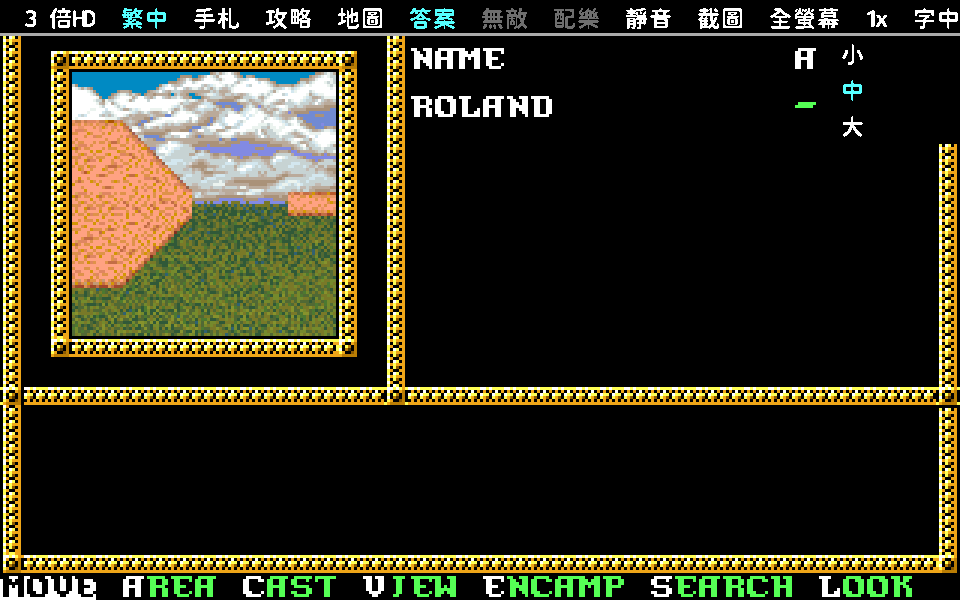 3 倍HD 繁中 手札 攻略 地圖 答案 無敵 配樂 靜音 截圖 全螢幕 1x 字中
NAME A 小
中
ROLAND -
大
MOVE AREA CAST VIEW ENCAMP SEARCH LOOK